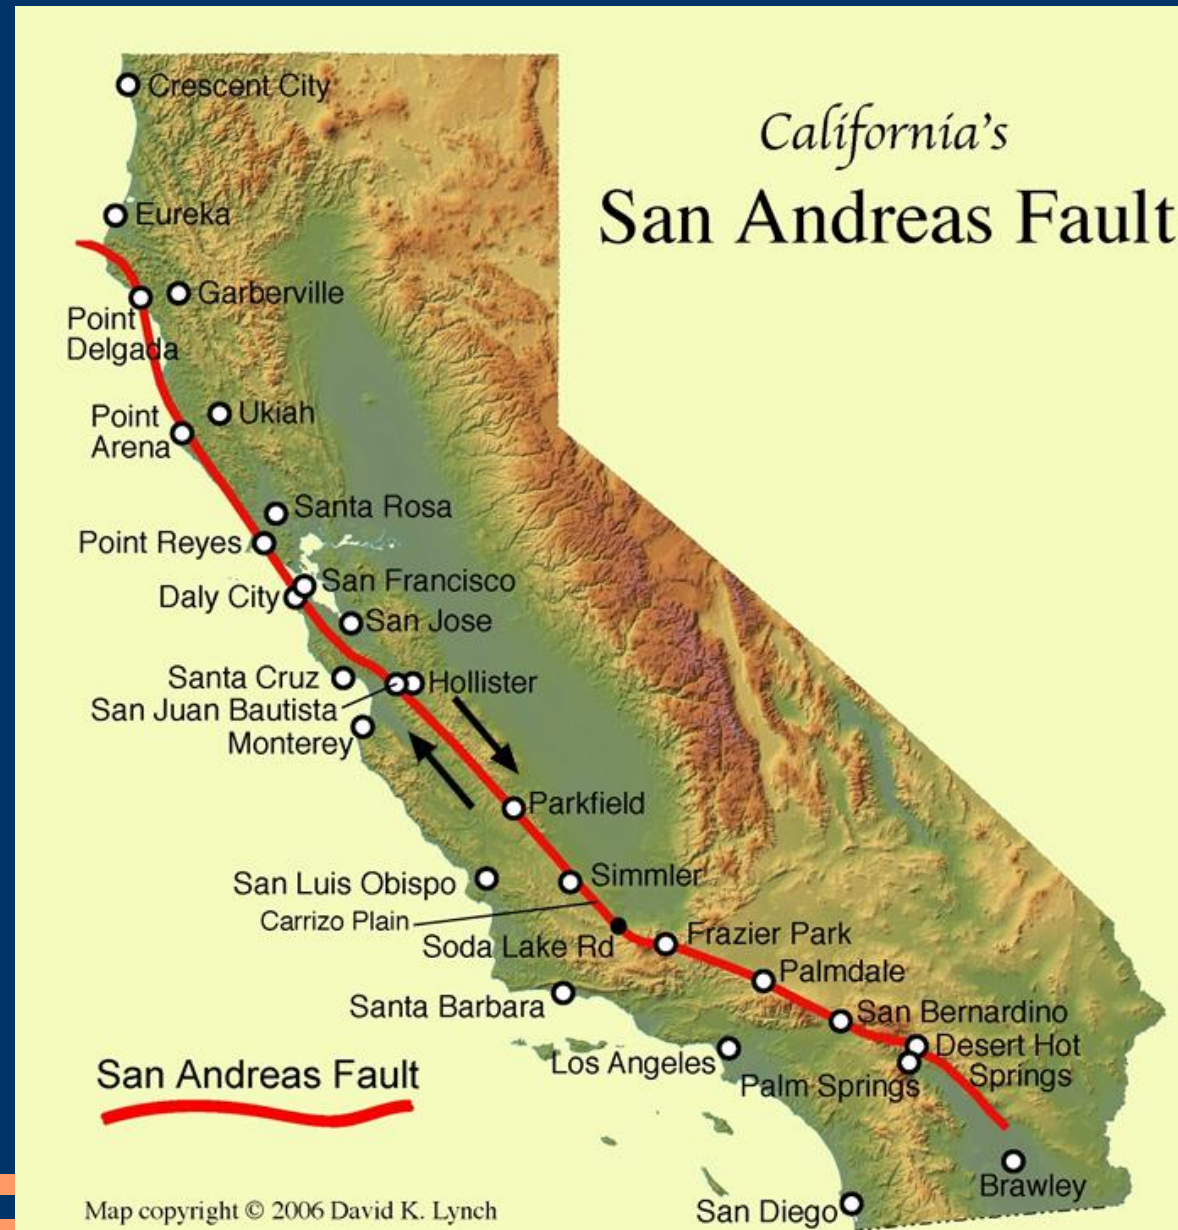 California's
San Andreas Fault
Crescent City
Eureka
Garberville
Point
Delgada
Ukiah
Point
Arena
Santa Rosa
Point Reyes
San Francisco
Daly City
San Jose
Santa Cruz
Hollister
San Juan Bautista
Monterey
Parkfield
Simmler
San Luis Obispo
Carrizo Plain
Soda Lake Rd
Frazier Park
Palmdale
Santa Barbara
San Bernardino
Los Angeles
Desert Hot
Springs
Palm Springs
San Andreas Fault
Brawley
San Diego
Map copyright © 2006 David K. Lynch